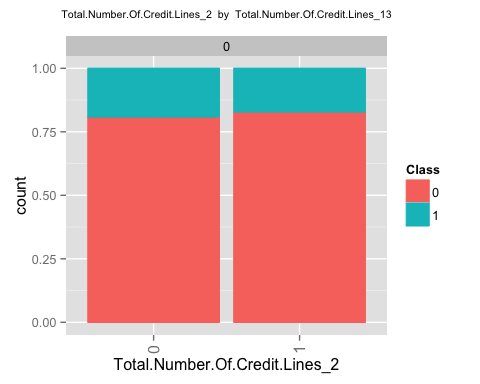 Total.Number.Of.Credit.Lines_2 by Total.Number.Of.Credit.Lines_13
0
1.00
0.75
0.50
0.25
0.00
count
0
1
Total.Number.Of.Credit.Lines_2
Class
0
1